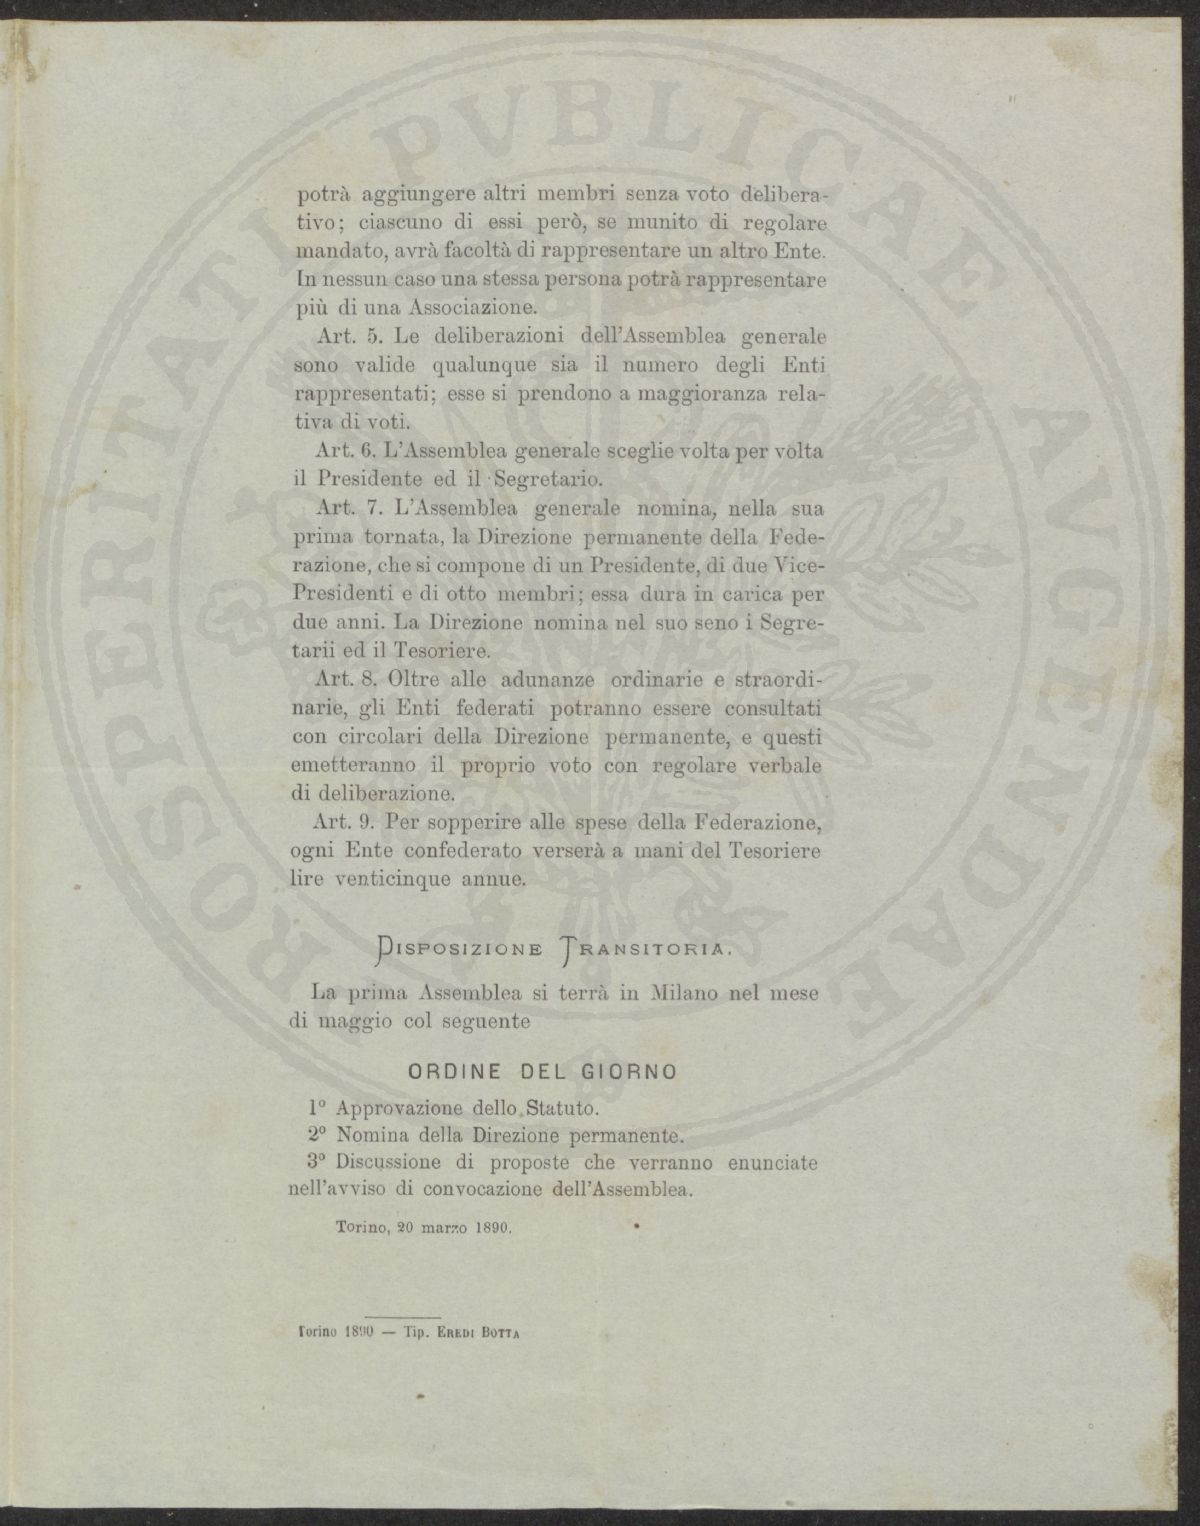 potrà aggiungere altri membri senza voto delibera-
tivo; ciascuno di essi però, se munito di regolare
mandato, avrà facoltà di rappresentare un altro Ente.
In nessun caso una stessa persona potrà rappresentare
più di una Associazione.
Art. 5. Le deliberazioni dell'Assemblea generale
sono valide qualunque sia il numero degli Enti
rappresentati; esse si prendono a maggioranza rela-
tiva di voti.
Art. 6. L'Assemblea generale sceglie volta per volta
il Presidente ed il Segretario.
Art. 7. L'Assemblea generale nomina, nella sua
prima tornata, la Direzione permanente della Fede-
razione, che si compone di un Presidente, di due Vice-
Presidenti e di otto membri; essa dura in carica per
due anni. La Direzione nomina nel suo seno i Segre-
tarii ed il Tesoriere.
Art. 8. Oltre alle adunanze ordinarie e straordi-
narie, gli Enti federati potranno essere consultati
con circolari della Direzione permanente, e questi
emetteranno il proprio voto con regolare verbale
di deliberazione.
Art. 9. Per sopperire alle spese della Federazione,
ogni Ente confederato verserà a mani del Tesoriere
lire venticinque annue.
DISPOSIZIONE TRANSITORIA.
La prima Assemblea si terrà in Milano nel mese
di maggio col seguente
ORDINE DEL GIORNO
1º Approvazione dello Statuto.
2º Nomina della Direzione permanente.
3º Discussione di proposte che verranno enunciate
nell'avviso di convocazione dell'Assemblea.
Torino, 20 marzo 1890.
Torino 1890 — Tip. EREDI BOTTA
PROSPERITATI PVBLICAE AVGENDAE